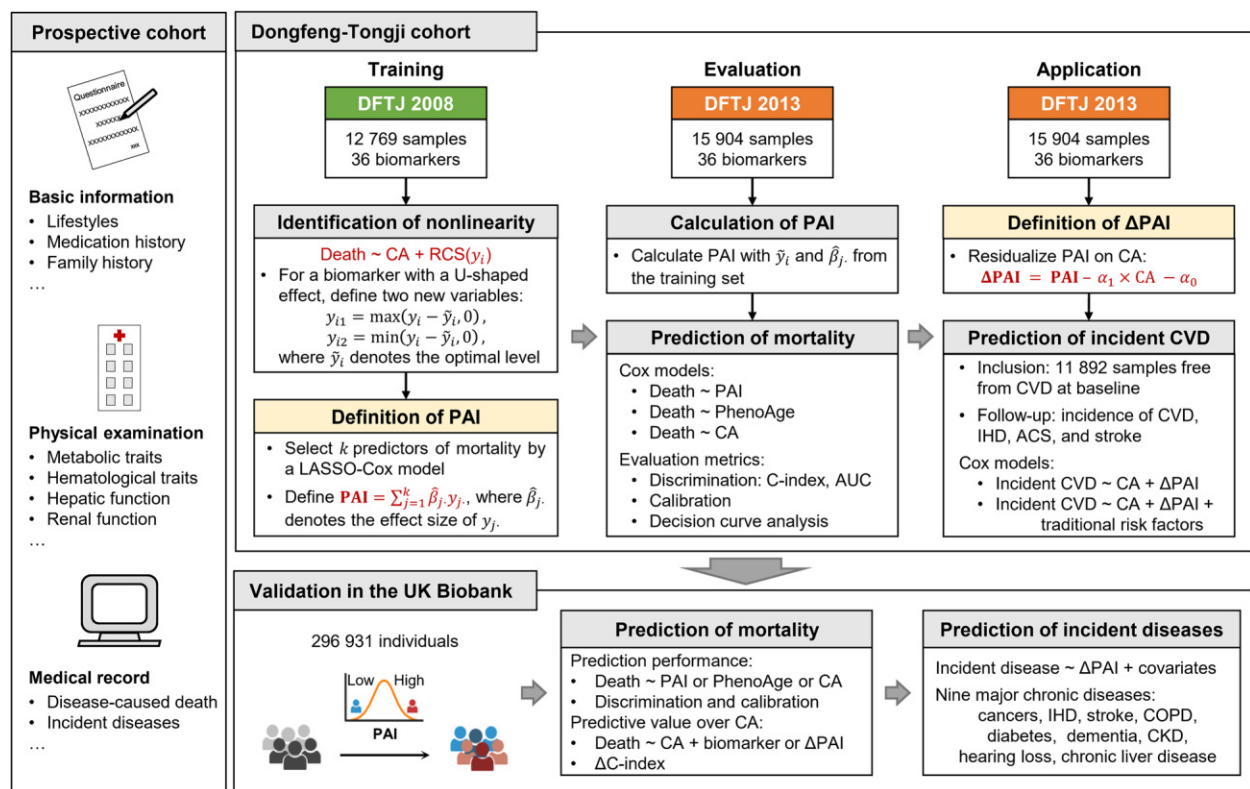 Prospective cohort
Questionnaire
xxxxxxxxxxxx
xxxxxxx
xxxxxxxxxxxx
xxx
Basic information
• Lifestyles
• Medication history
• Family history
…
Physical examination
• Metabolic traits
• Hematological traits
• Hepatic function
• Renal function
…
Medical record
• Disease-caused death
• Incident diseases
…
Dongfeng-Tongji cohort
Training
DFTJ 2008
12 769 samples
36 biomarkers
Identification of nonlinearity
Death ~ CA + RCS(yᵢ)
• For a biomarker with a U-shaped
effect, define two new variables:
yᵢ₁ = max(yᵢ − ỹᵢ, 0) ,
yᵢ₂ = min(yᵢ − ỹᵢ, 0) ,
where ỹᵢ denotes the optimal level
Definition of PAI
• Select k predictors of mortality by
a LASSO-Cox model
• Define PAI = ∑ⱼ₌₁ᵏ β̂ⱼ.yⱼ., where β̂ⱼ.
denotes the effect size of yⱼ.
Evaluation
DFTJ 2013
15 904 samples
36 biomarkers
Calculation of PAI
• Calculate PAI with ỹᵢ and β̂ⱼ. from
the training set
Prediction of mortality
Cox models:
• Death ~ PAI
• Death ~ PhenoAge
• Death ~ CA
Evaluation metrics:
• Discrimination: C-index, AUC
• Calibration
• Decision curve analysis
Application
DFTJ 2013
15 904 samples
36 biomarkers
Definition of ΔPAI
• Residualize PAI on CA:
ΔPAI = PAI − α₁ × CA − α₀
Prediction of incident CVD
• Inclusion: 11 892 samples free
from CVD at baseline
• Follow-up: incidence of CVD,
IHD, ACS, and stroke
Cox models:
• Incident CVD ~ CA + ΔPAI
• Incident CVD ~ CA + ΔPAI +
traditional risk factors
Validation in the UK Biobank
296 931 individuals
Low High
PAI
Prediction of mortality
Prediction performance:
• Death ~ PAI or PhenoAge or CA
• Discrimination and calibration
Predictive value over CA:
• Death ~ CA + biomarker or ΔPAI
• ΔC-index
Prediction of incident diseases
Incident disease ~ ΔPAI + covariates
Nine major chronic diseases:
cancers, IHD, stroke, COPD,
diabetes, dementia, CKD,
hearing loss, chronic liver disease